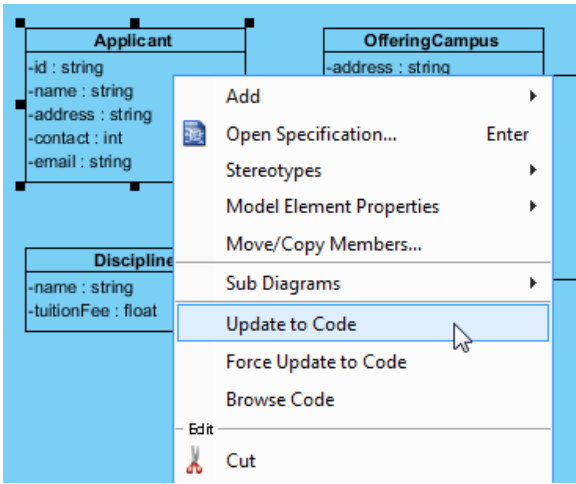 Applicant
-id : string
-name : string
-address : string
-contact : int
-email : string
OfferingCampus
-address : string
Discipline
-name : string
-tuitionFee : float
Add
Open Specification... Enter
Stereotypes
Model Element Properties
Move/Copy Members...
Sub Diagrams
Update to Code
Force Update to Code
Browse Code
Edit
Cut